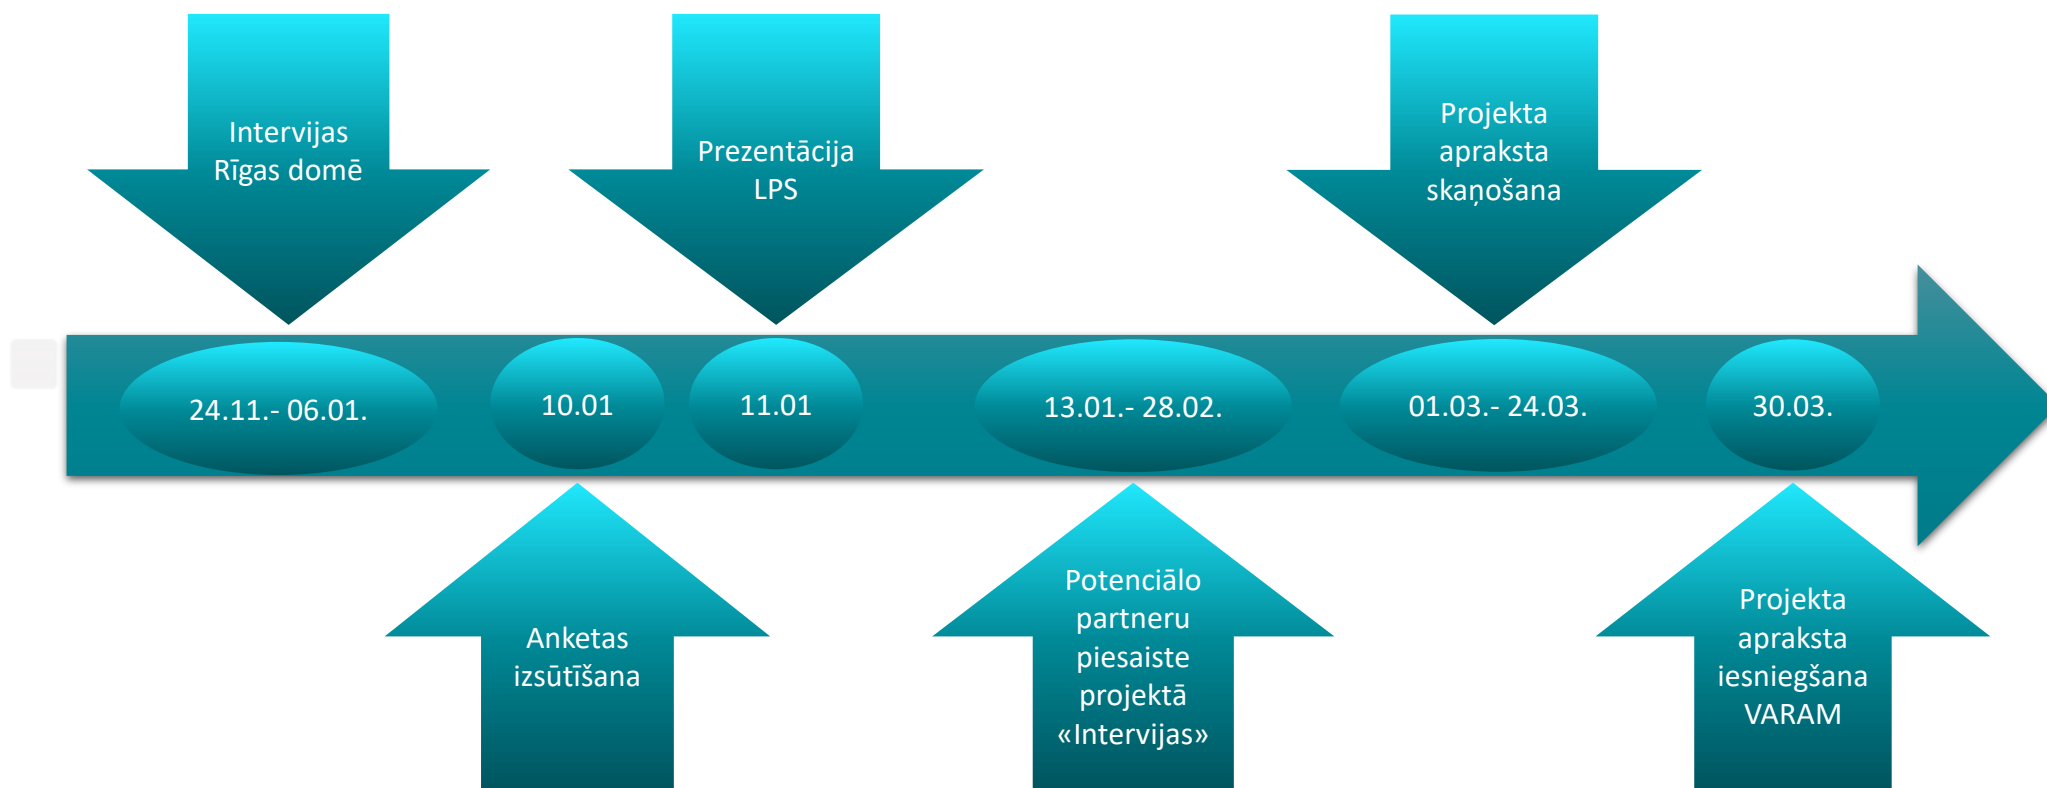 Intervijas
Rīgas domē
Prezentācija
LPS
Projekta
apraksta
skaņošana
24.11.- 06.01.
10.01
11.01
13.01.- 28.02.
01.03.- 24.03.
30.03.
Anketas
izsūtīšana
Potenciālo
partneru
piesaiste
projektā
«Intervijas»
Projekta
apraksta
iesniegšana
VARAM